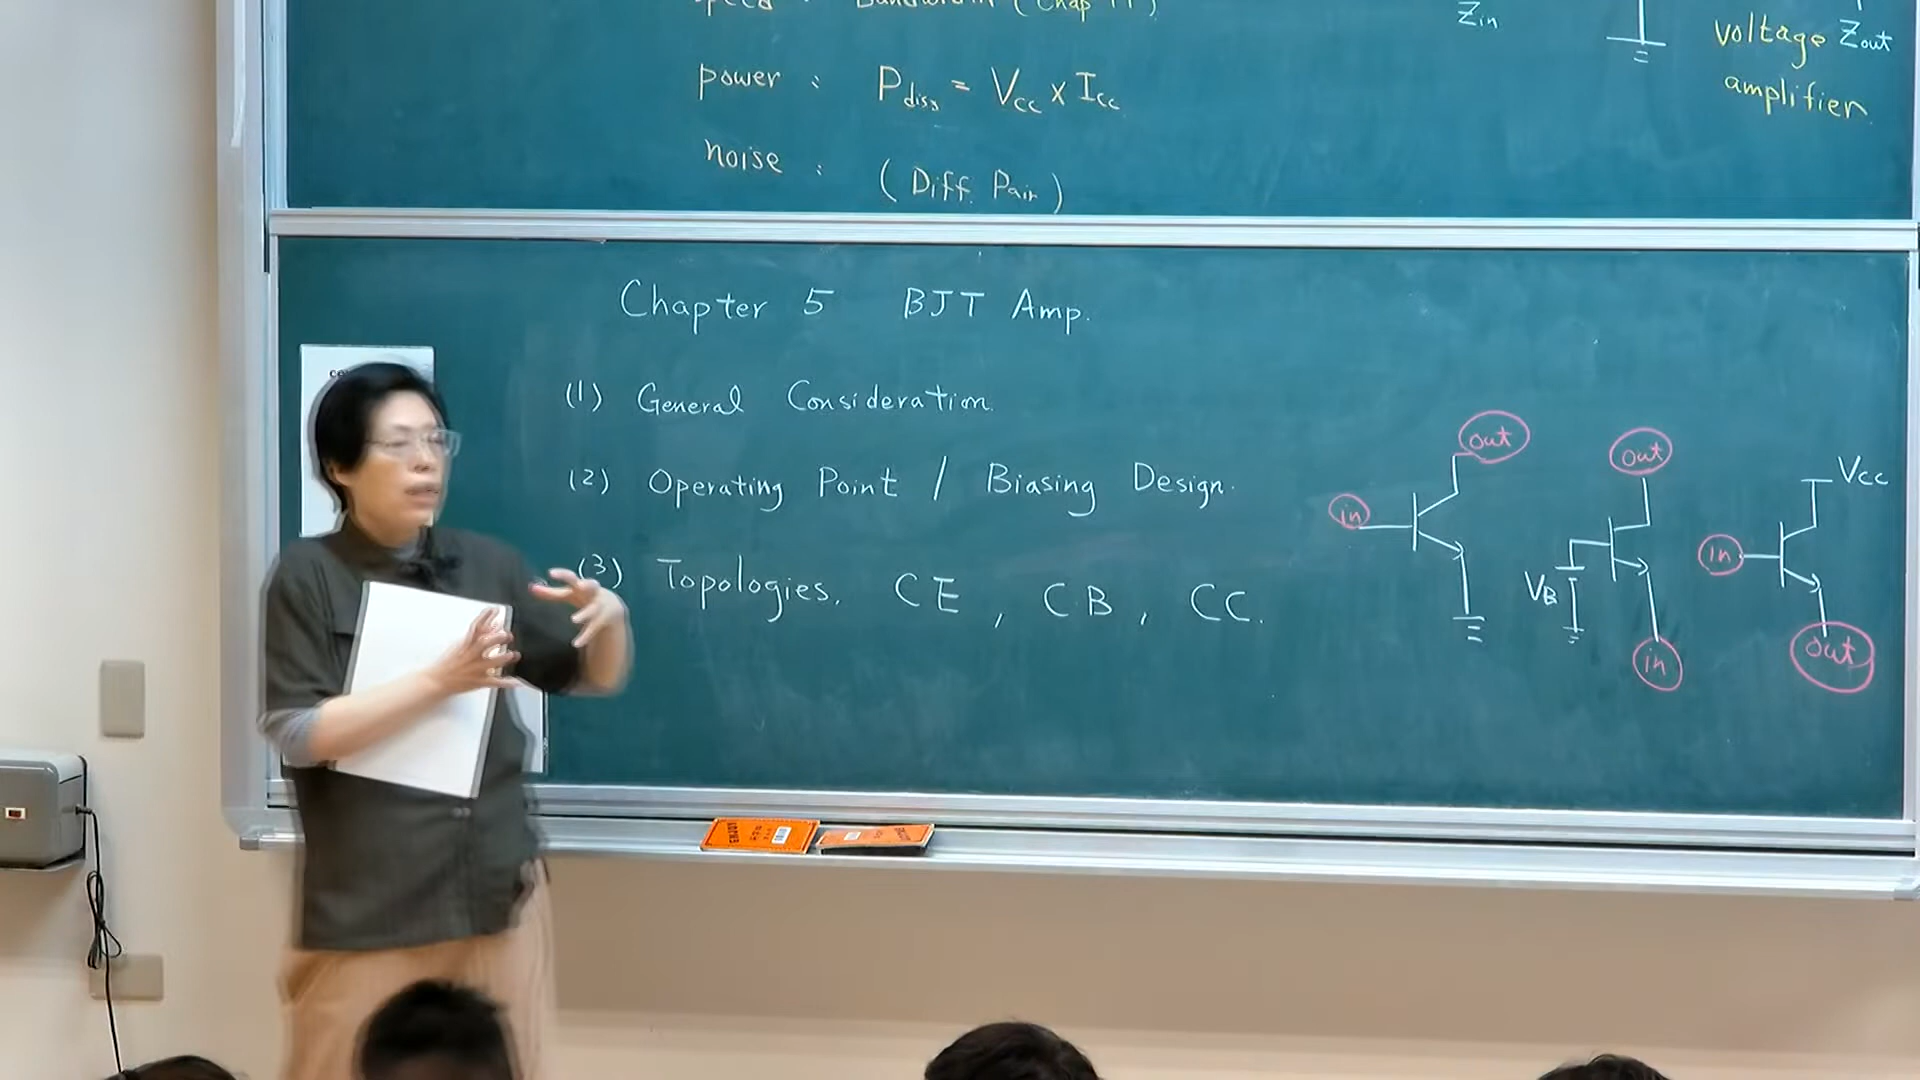 speed : Bandwidth (Chap 11)
power : Pdiss = Vcc x Icc
noise : (Diff. Pair)
Zin
voltage
amplifier
Zout
Chapter 5 BJT Amp.
(1) General Consideration.
(2) Operating Point / Biasing Design.
(3) Topologies, CE, CB, CC.
in
out
VB
out
in
Vcc
in
out
ENJOY